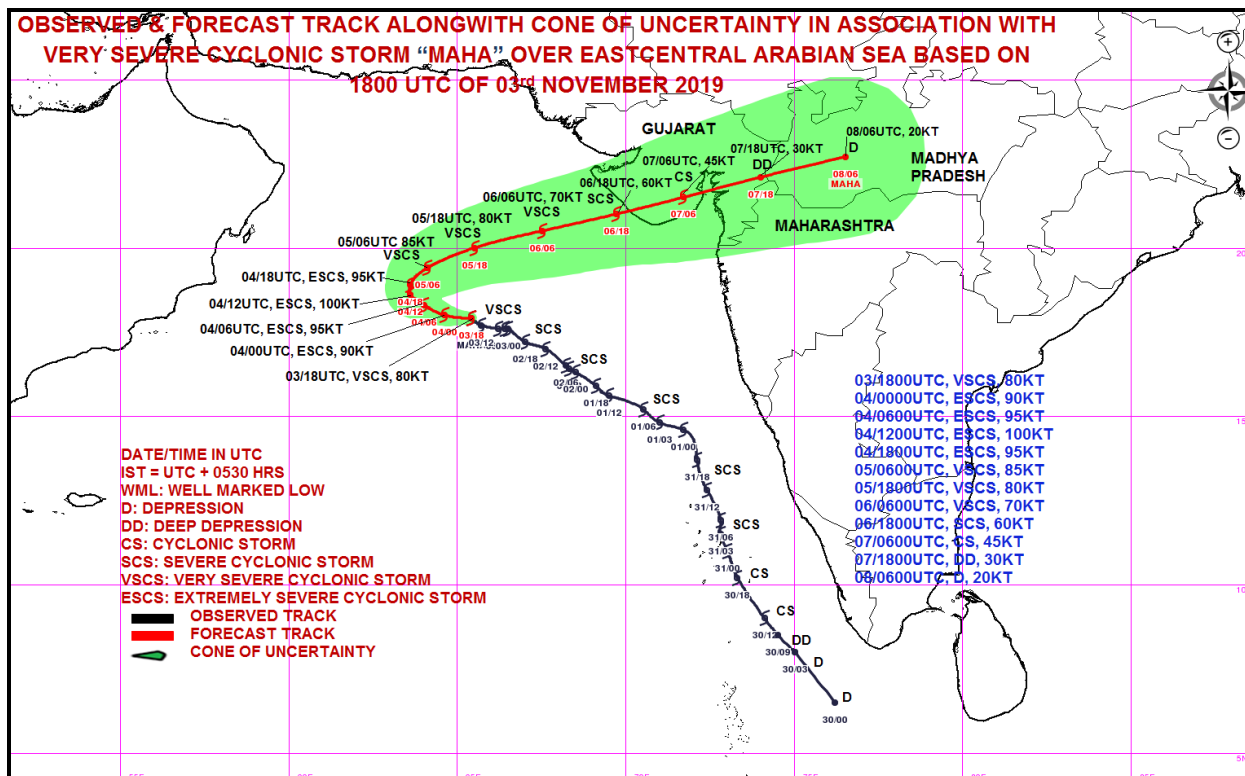 OBSERVED & FORECAST TRACK ALONGWITH CONE OF UNCERTAINTY IN ASSOCIATION WITH
VERY SEVERE CYCLONIC STORM “MAHA” OVER EASTCENTRAL ARABIAN SEA BASED ON
1800 UTC OF 03rd NOVEMBER 2019
GUJARAT
08/06UTC, 20KT
D
07/18UTC, 30KT
DD
07/06UTC, 45KT
CS
MADHYA
PRADESH
08/06
MAHA
07/18
06/18UTC, 60KT
SCS
07/06
06/06UTC, 70KT
VSCS
06/18
MAHARASHTRA
05/18UTC, 80KT
VSCS
06/06
05/06UTC 85KT
VSCS
05/18
20
04/18UTC, ESCS, 95KT
05/06
04/12UTC, ESCS, 100KT
04/18
04/12
04/06UTC, ESCS, 95KT
04/06
04/00
03/18
04/00UTC, ESCS, 90KT
03/18UTC, VSCS, 80KT
VSCS
03/12
03/00
SCS
02/18
02/12
SCS
02/06
02/00
01/18
01/12
SCS
01/06
01/03
01/00
15
31/18
SCS
31/12
SCS
31/06
31/03
31/00
CS
30/18
10
CS
30/12
DD
30/09
D
30/03
D
30/00
03/1800UTC, VSCS, 80KT
04/0000UTC, ESCS, 90KT
04/0600UTC, ESCS, 95KT
04/1200UTC, ESCS, 100KT
04/1800UTC, ESCS, 95KT
05/0600UTC, VSCS, 85KT
05/1800UTC, VSCS, 80KT
06/0600UTC, VSCS, 70KT
06/1800UTC, SCS, 60KT
07/0600UTC, CS, 45KT
07/1800UTC, DD, 30KT
08/0600UTC, D, 20KT
DATE/TIME IN UTC
IST = UTC + 0530 HRS
WML: WELL MARKED LOW
D: DEPRESSION
DD: DEEP DEPRESSION
CS: CYCLONIC STORM
SCS: SEVERE CYCLONIC STORM
VSCS: VERY SEVERE CYCLONIC STORM
ESCS: EXTREMELY SEVERE CYCLONIC STORM
OBSERVED TRACK
FORECAST TRACK
CONE OF UNCERTAINTY
5N